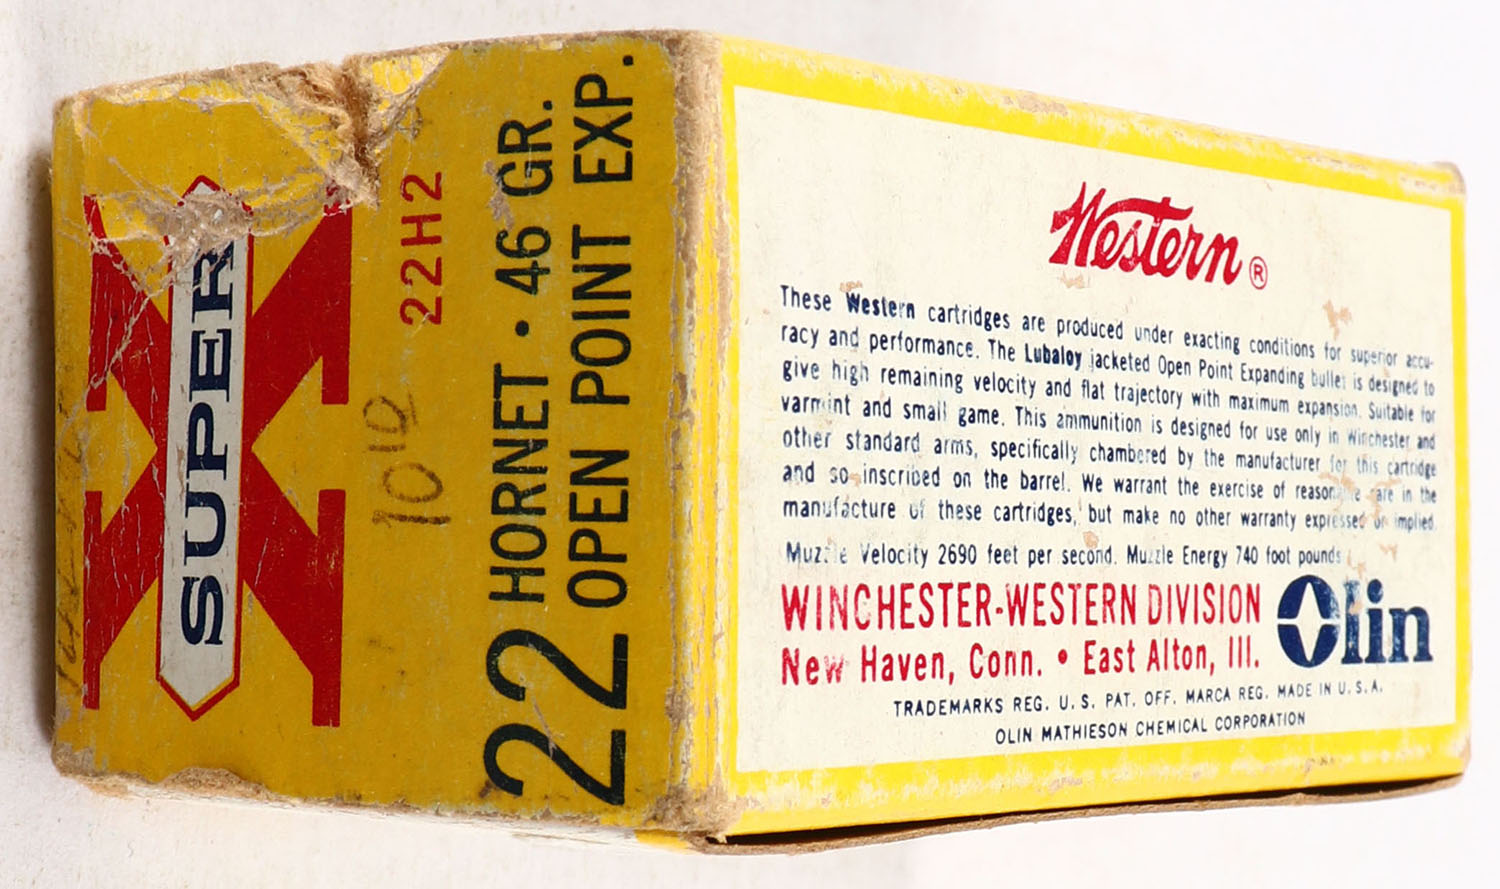 SUPER
X
22H2
10 1D
22 HORNET • 46 GR.
OPEN POINT EXP.
Western ®
These Western cartridges are produced under exacting conditions for superior accu-
racy and performance. The Lubaloy jacketed Open Point Expanding bullet is designed to
give high remaining velocity and flat trajectory with maximum expansion. Suitable for
varmint and small game. This ammunition is designed for use only in Winchester and
other standard arms, specifically chambered by the manufacturer for this cartridge
and so inscribed on the barrel. We warrant the exercise of reasonable care in the
manufacture of these cartridges, but make no other warranty expressed or implied.
Muzzle Velocity 2690 feet per second. Muzzle Energy 740 foot pounds
WINCHESTER-WESTERN DIVISION
New Haven, Conn. • East Alton, Ill.
Olin
TRADEMARKS REG. U.S. PAT. OFF. MARCA REG. MADE IN U.S.A.
OLIN MATHIESON CHEMICAL CORPORATION